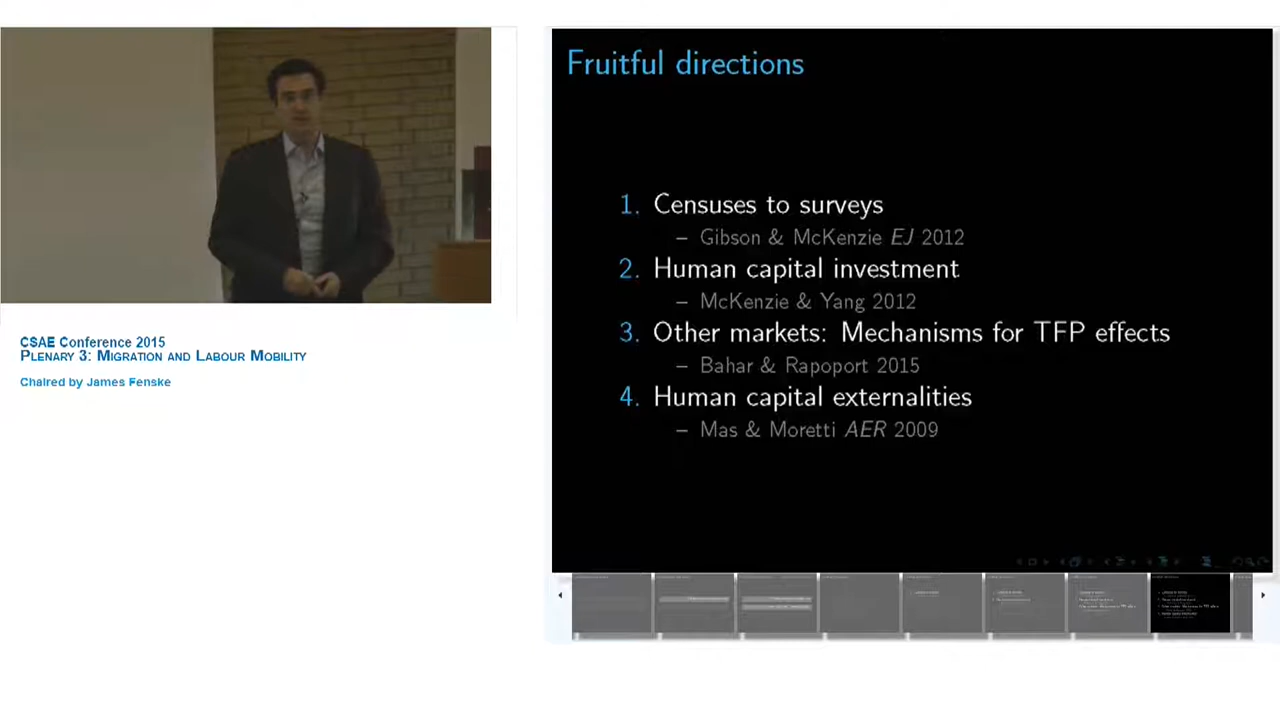 CSAE Conference 2015
Plenary 3: Migration and Labour Mobility
Chaired by James Fenske
Fruitful directions
1. Censuses to surveys
– Gibson & McKenzie EJ 2012
2. Human capital investment
– McKenzie & Yang 2012
3. Other markets: Mechanisms for TFP effects
– Bahar & Rapoport 2015
4. Human capital externalities
– Mas & Moretti AER 2009